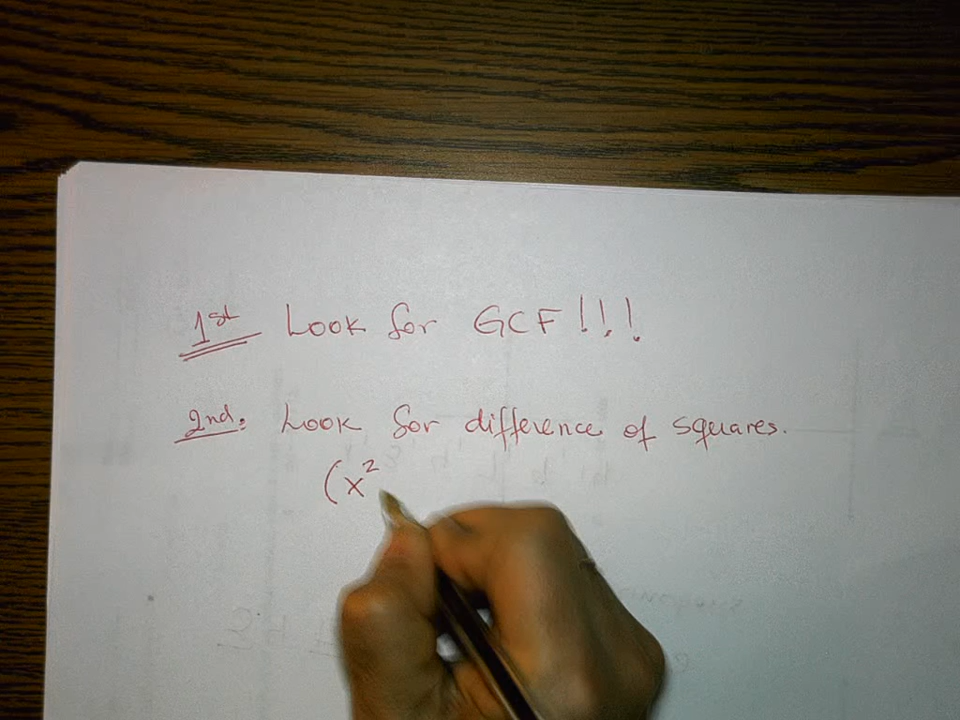 1st Look for GCF!!!
2nd: Look for difference of squares.
(x²